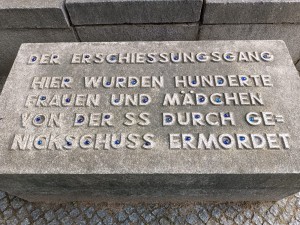 DER ERSCHIESSUNGSGANG
HIER WURDEN HUNDERTE
FRAUEN UND MÄDCHEN
VON DER SS DURCH GE=
NICKSCHUSS ERMORDET